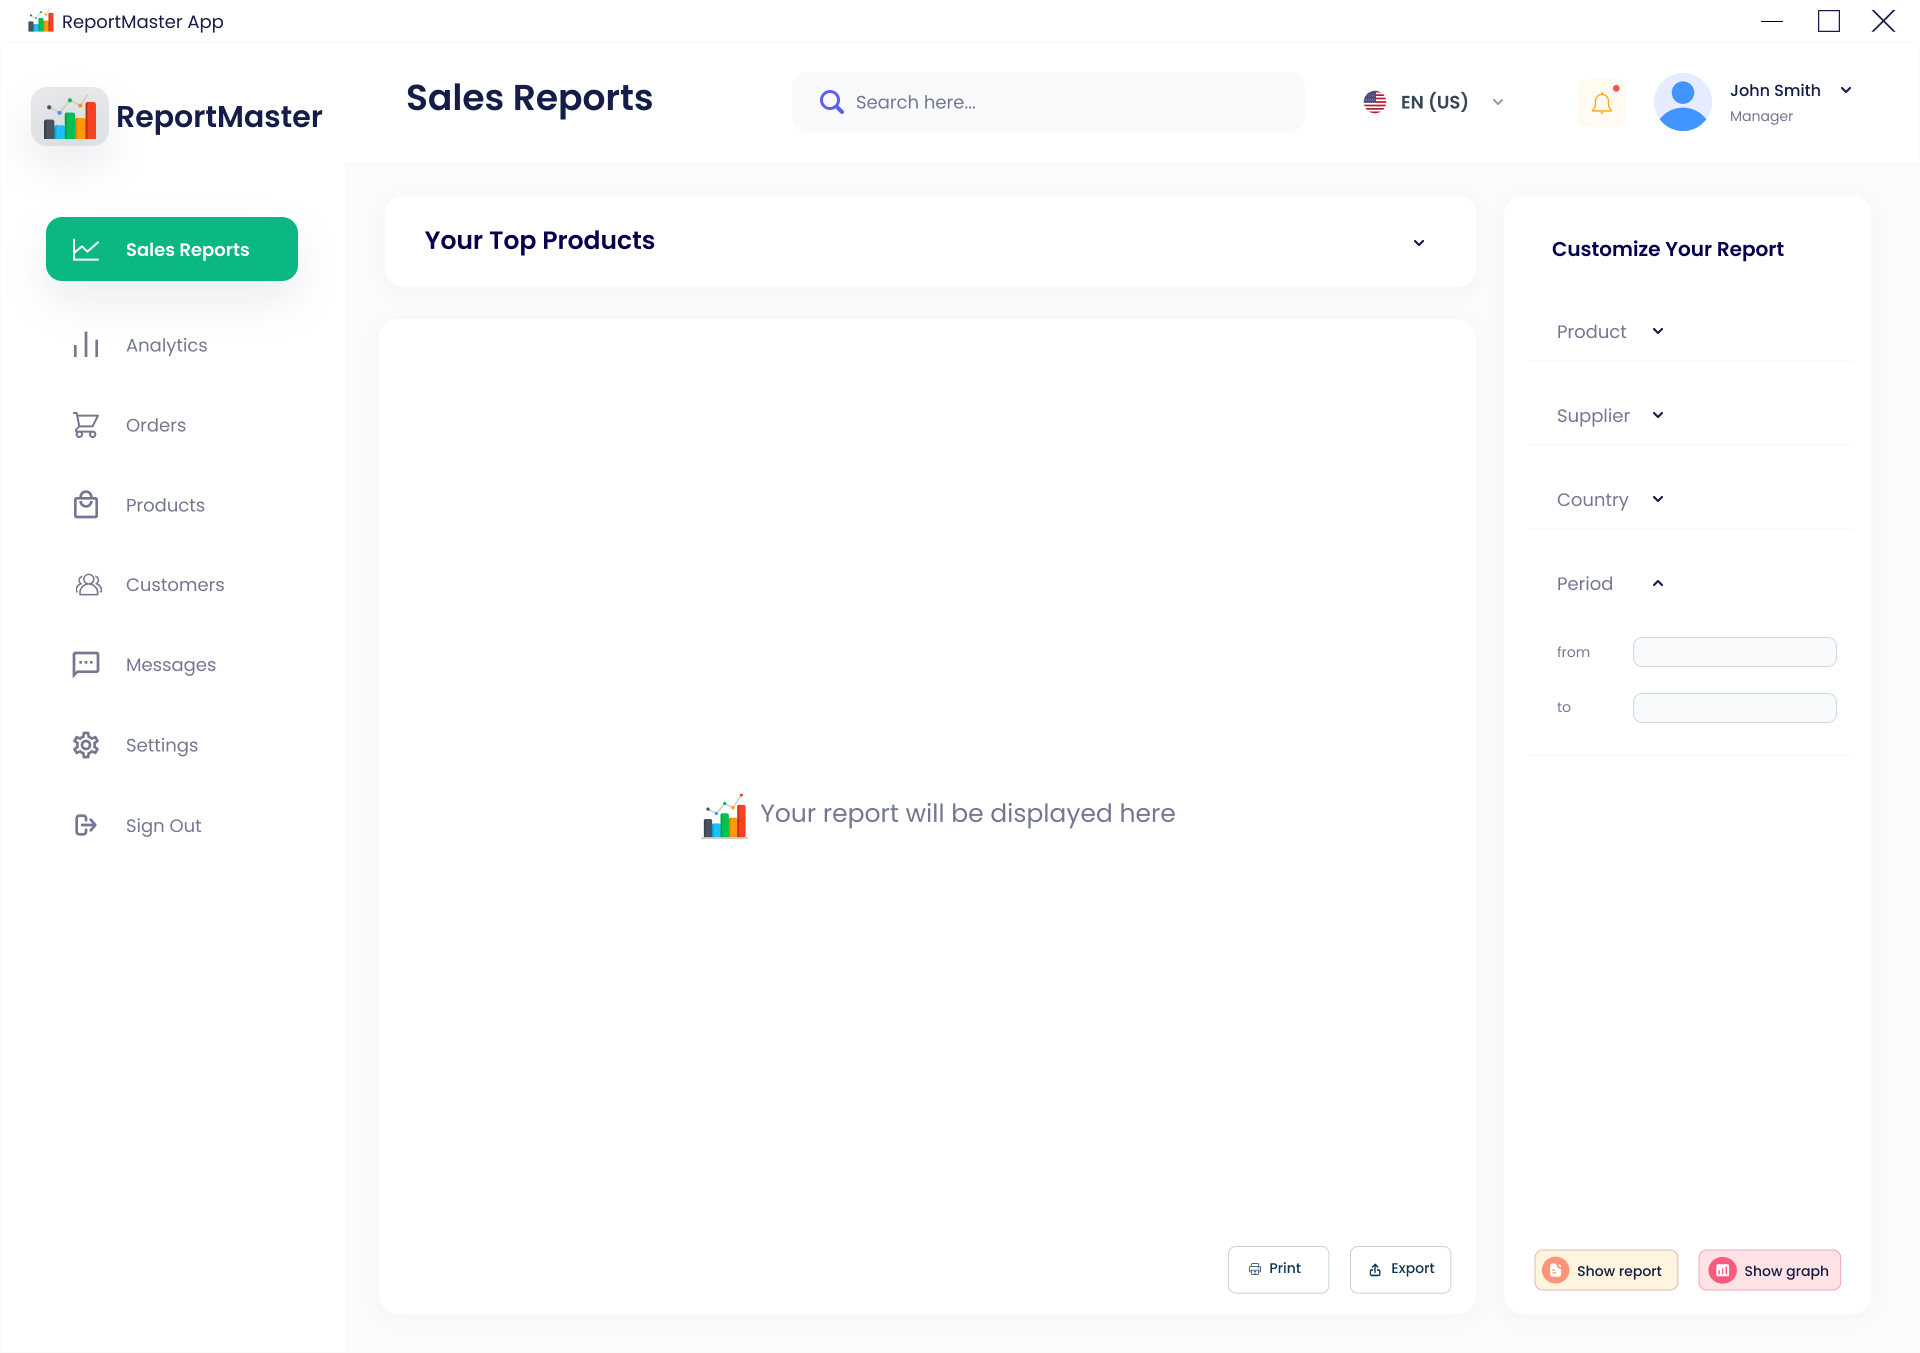 ReportMaster App
ReportMaster
Sales Reports
Search here...
EN (US)
John Smith
Manager
Sales Reports
Analytics
Orders
Products
Customers
Messages
Settings
Sign Out
Your Top Products
Your report will be displayed here
Print
Export
Customize Your Report
Product
Supplier
Country
Period
from
to
Show report
Show graph